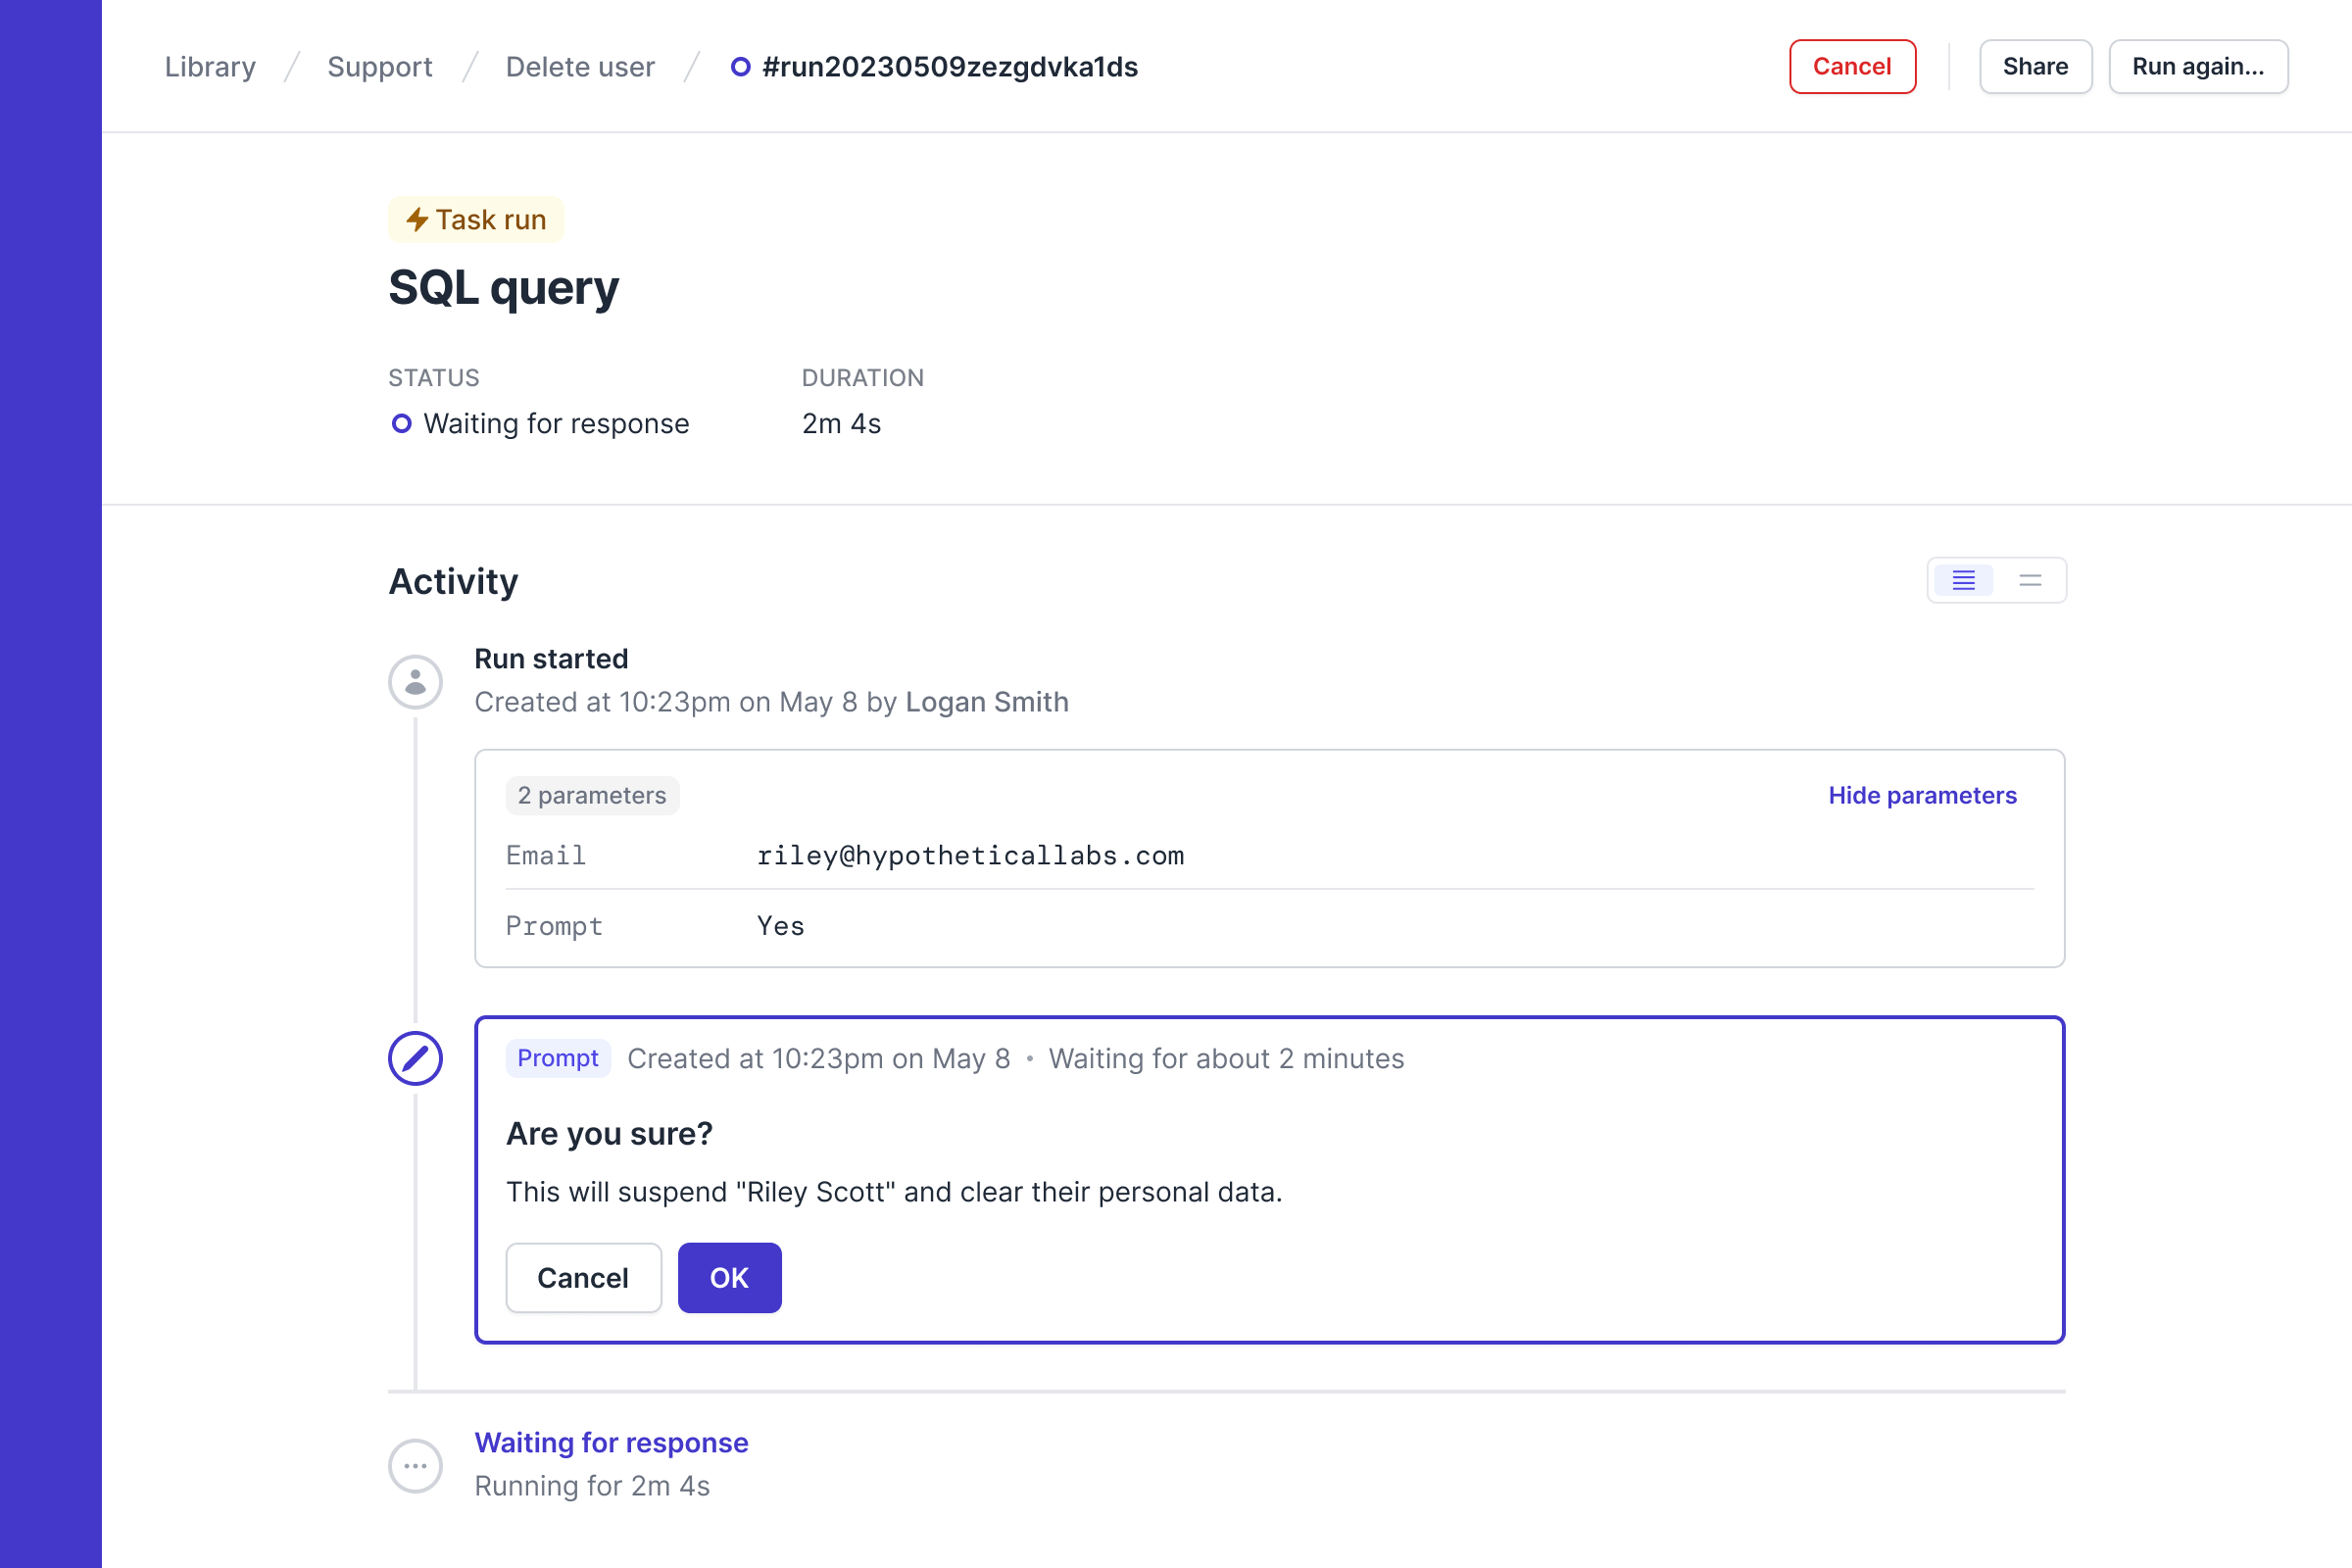 Library / Support / Delete user / #run20230509zezgdvka1ds Cancel Share Run again...
Task run
SQL query
STATUS DURATION
Waiting for response 2m 4s
Activity
Run started
Created at 10:23pm on May 8 by Logan Smith
2 parameters Hide parameters
Email riley@hypotheticallabs.com
Prompt Yes
Prompt Created at 10:23pm on May 8 • Waiting for about 2 minutes
Are you sure?
This will suspend "Riley Scott" and clear their personal data.
Cancel OK
Waiting for response
Running for 2m 4s